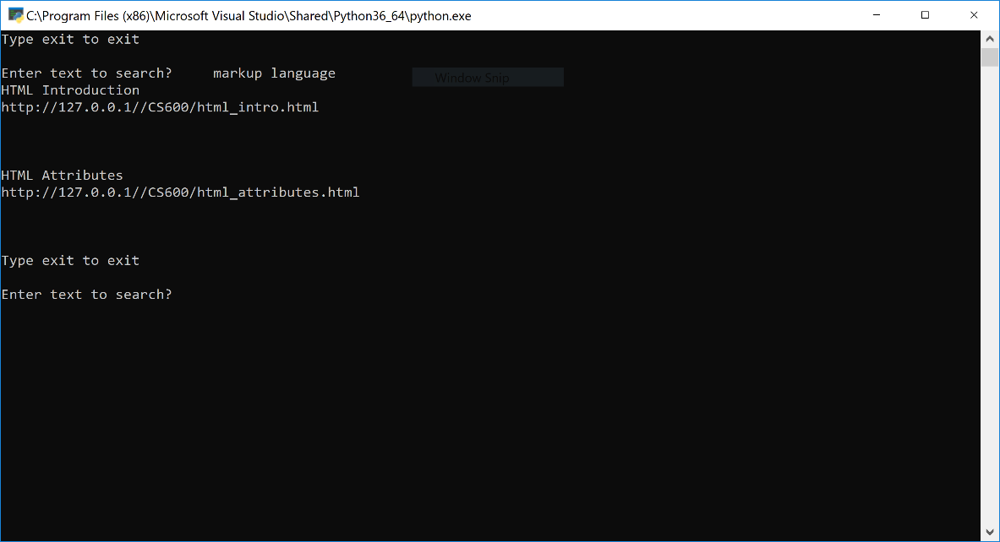 C:\Program Files (x86)\Microsoft Visual Studio\Shared\Python36_64\python.exe
Type exit to exit
Enter text to search?     markup language
Window Snip
HTML Introduction
http://127.0.0.1//CS600/html_intro.html
HTML Attributes
http://127.0.0.1//CS600/html_attributes.html
Type exit to exit
Enter text to search?